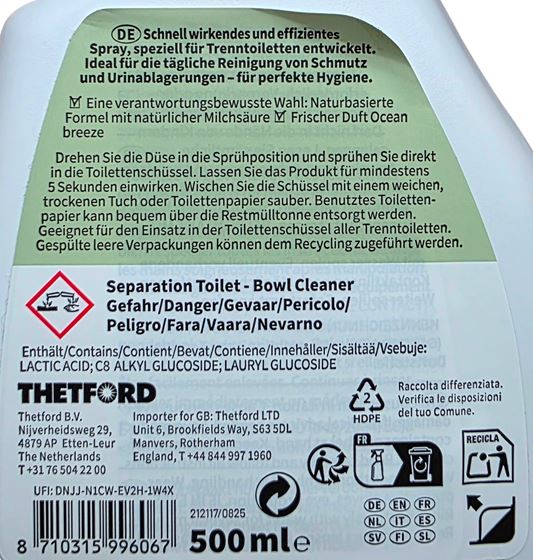 DE Schnell wirkendes und effizientes
Spray, speziell für Trenntoiletten entwickelt.
Ideal für die tägliche Reinigung von Schmutz
und Urinablagerungen – für perfekte Hygiene.
☑ Eine verantwortungsbewusste Wahl: Naturbasierte
Formel mit natürlicher Milchsäure ☑ Frischer Duft Ocean
breeze
Drehen Sie die Düse in die Sprühposition und sprühen Sie direkt
in die Toilettenschüssel. Lassen Sie das Produkt für mindestens
5 Sekunden einwirken. Wischen Sie die Schüssel mit einem weichen,
trockenen Tuch oder Toilettenpapier sauber. Benutztes Toiletten-
papier kann bequem über die Restmülltonne entsorgt werden.
Geeignet für den Einsatz in der Toilettenschüssel aller Trenntoiletten.
Gespülte leere Verpackungen können dem Recycling zugeführt werden.
Separation Toilet - Bowl Cleaner
Gefahr/Danger/Gevaar/Pericolo/
Peligro/Fara/Vaara/Nevarno
Enthält/Contains/Contient/Bevat/Contiene/Innehåller/Sisältää/Vsebuje:
LACTIC ACID; C8 ALKYL GLUCOSIDE; LAURYL GLUCOSIDE
THETFORD
Thetford B.V.
Nijverheidsweg 29,
4879 AP Etten-Leur
The Netherlands
T +31 76 504 22 00
Importer for GB: Thetford LTD
Unit 6, Brookfields Way, S63 5DL
Manvers, Rotherham
England, T +44 844 997 1960
2
HDPE
Raccolta differenziata.
Verifica le disposizioni
del tuo Comune.
FR
RECICLA
UFI: DNJJ-N1CW-EV2H-1W4X
8 710315 996067
212117/0825
500 ml e
DE EN FR
NL IT ES
SV FI SL